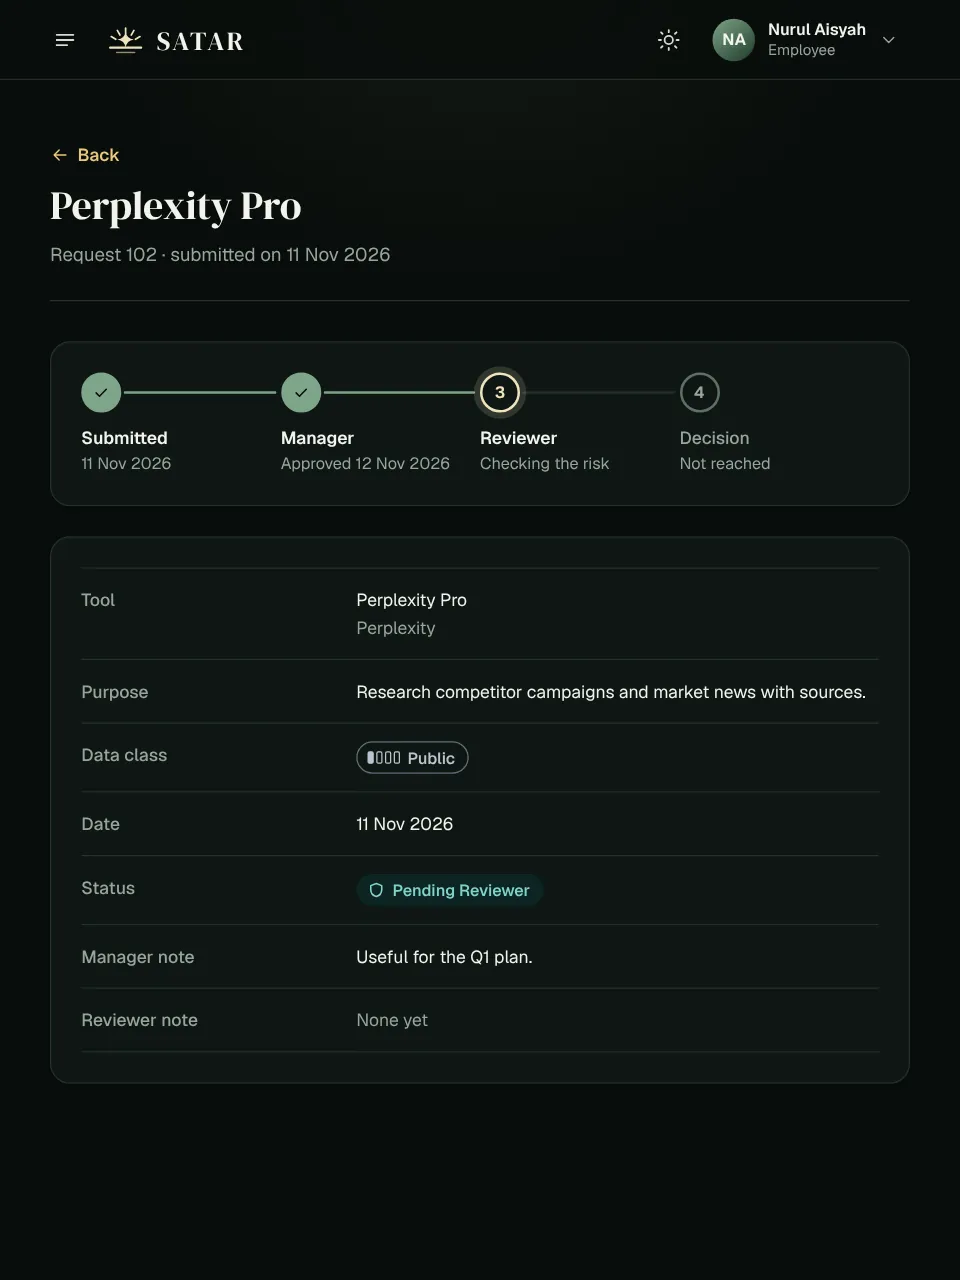 SATAR
NA
Nurul Aisyah
Employee
← Back
Perplexity Pro
Request 102 · submitted on 11 Nov 2026
3
4
Submitted
Manager
Reviewer
Decision
11 Nov 2026
Approved 12 Nov 2026
Checking the risk
Not reached
Tool
Perplexity Pro
Perplexity
Purpose
Research competitor campaigns and market news with sources.
Data class
Public
Date
11 Nov 2026
Status
Pending Reviewer
Manager note
Useful for the Q1 plan.
Reviewer note
None yet